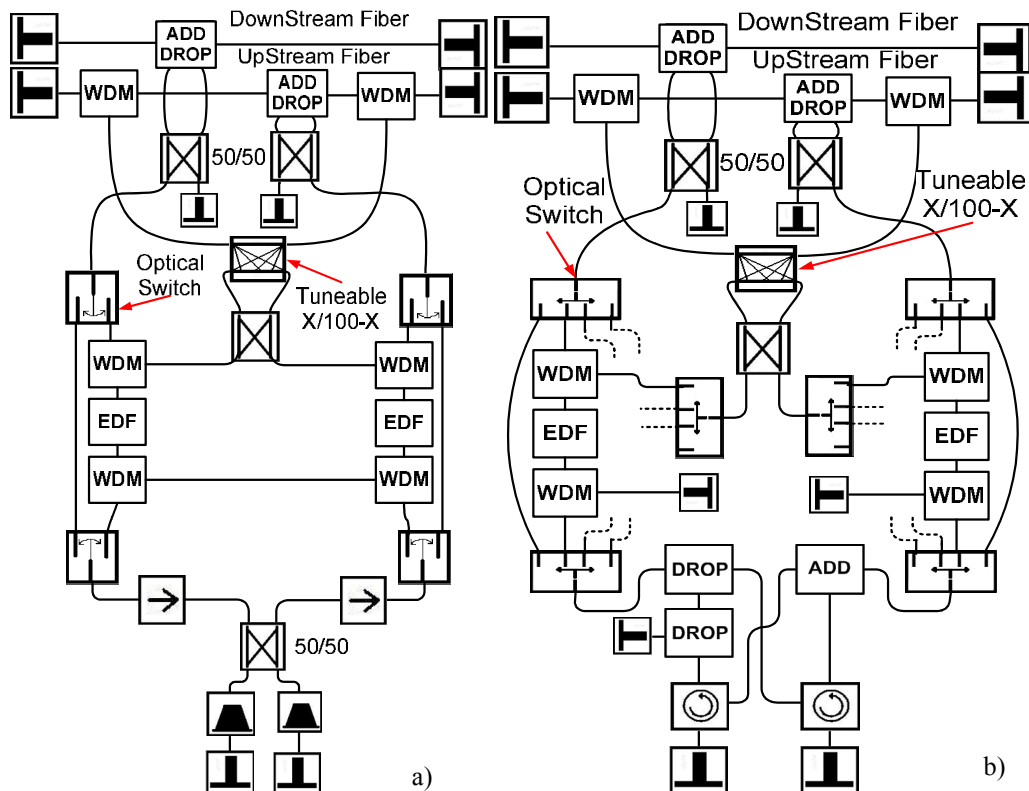 DownStream Fiber
ADD
DROP
UpStream Fiber
WDM
ADD
DROP
WDM
50/50
Optical
Switch
Tuneable
X/100-X
WDM
WDM
EDF
EDF
WDM
WDM
50/50
a)
DownStream Fiber
ADD
DROP
UpStream Fiber
WDM
ADD
DROP
WDM
50/50
Optical
Switch
Tuneable
X/100-X
WDM
WDM
EDF
EDF
WDM
WDM
DROP
ADD
DROP
b)